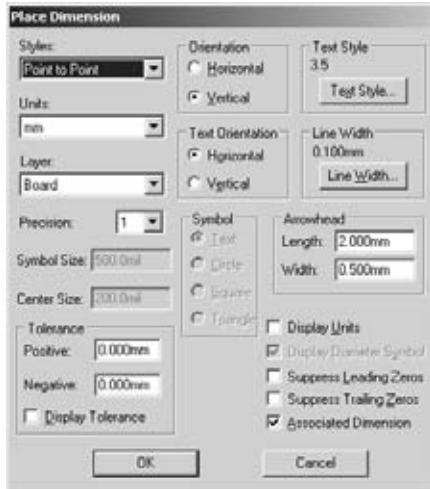 Place Dimension
Styles:
Point to Point
Units:
mm
Layer:
Board
Precision: 1
Symbol Size: 500.0mil
Center Size: 200.0mil
Tolerance
Positive: 0.000mm
Negative: 0.000mm
Display Tolerance
Orientation
Horizontal
Vertical
Text Orientation
Horizontal
Vertical
Symbol
Text
Circle
Square
Triangle
Text Style
3.5
Text Style...
Line Width
0.100mm
Line Width...
Arrowhead
Length: 2.000mm
Width: 0.500mm
Display Units
Display Diameter Symbol
Suppress Leading Zeros
Suppress Trailing Zeros
Associated Dimension
OK
Cancel